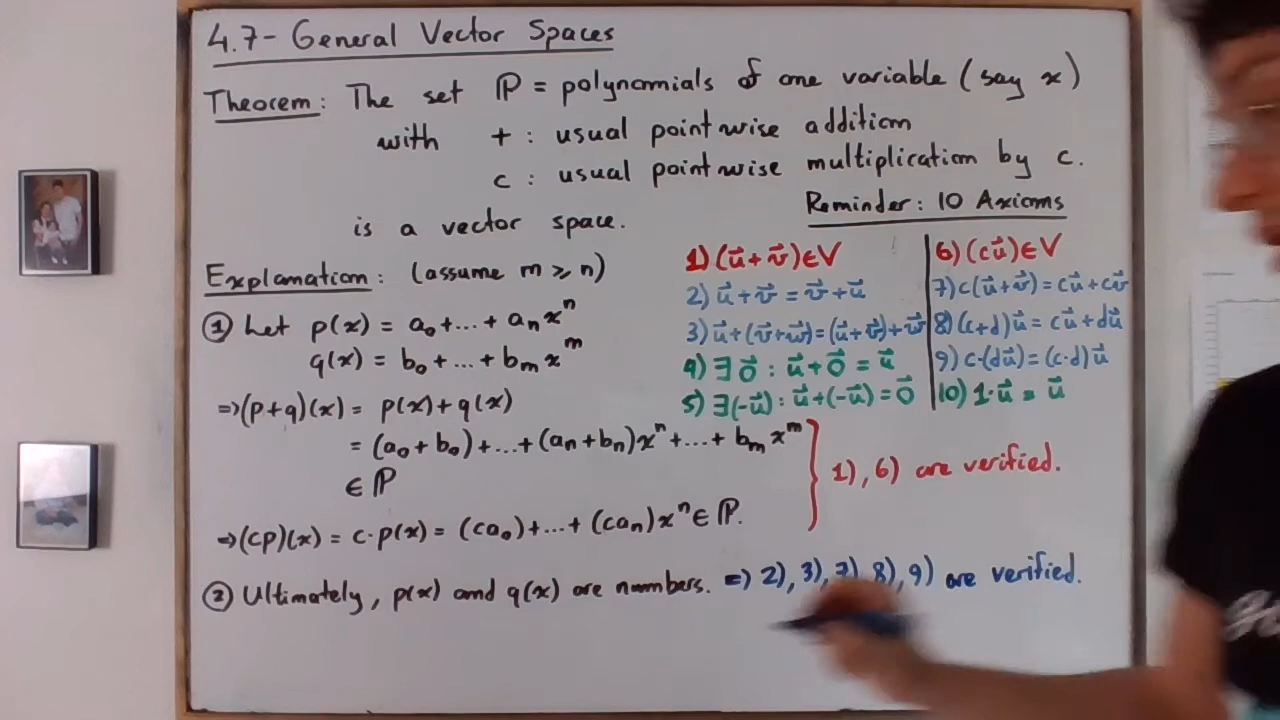 4.7- General Vector Spaces
Theorem: The set ℙ = polynomials of one variable (say x)
with + : usual pointwise addition
c : usual pointwise multiplication by c.
is a vector space.
Reminder: 10 Axioms
1) (u⃗ + v⃗) ∈ V
2) u⃗ + v⃗ = v⃗ + u⃗
3) u⃗ + (v⃗ + w⃗) = (u⃗ + v⃗) + w⃗
4) ∃ 0⃗ : u⃗ + 0⃗ = u⃗
5) ∃(-u⃗) : u⃗ + (-u⃗) = 0⃗
6) (cu⃗) ∈ V
7) c(u⃗ + v⃗) = cu⃗ + cv⃗
8) (c+d)u⃗ = cu⃗ + du⃗
9) c·(du⃗) = (c·d)u⃗
10) 1·u⃗ = u⃗
Explanation: (assume m ⩾ n)
① Let p(x) = a₀ + ... + aₙxⁿ
q(x) = b₀ + ... + bₘxᵐ
⇒ (p+q)(x) = p(x) + q(x)
= (a₀ + b₀) + ... + (aₙ + bₙ)xⁿ + ... + bₘxᵐ
∈ ℙ
⇒ (cp)(x) = c·p(x) = (ca₀) + ... + (caₙ)xⁿ ∈ ℙ.
1), 6) are verified.
② Ultimately, p(x) and q(x) are numbers. ⇒ 2), 3), 7), 8), 9) are verified.